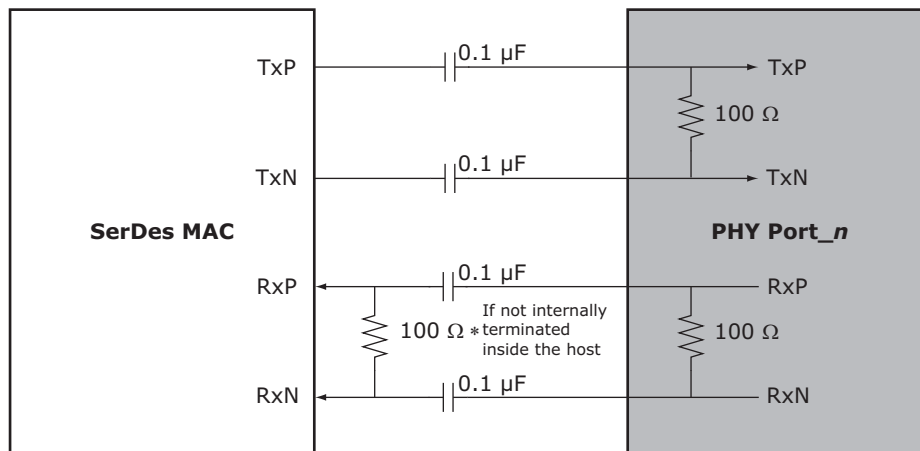 0.1 µF
TxP
TxP
100 Ω
0.1 µF
TxN
TxN
SerDes MAC
PHY Port_n
0.1 µF
RxP
RxP
If not internally
100 Ω * terminated
100 Ω
inside the host
0.1 µF
RxN
RxN